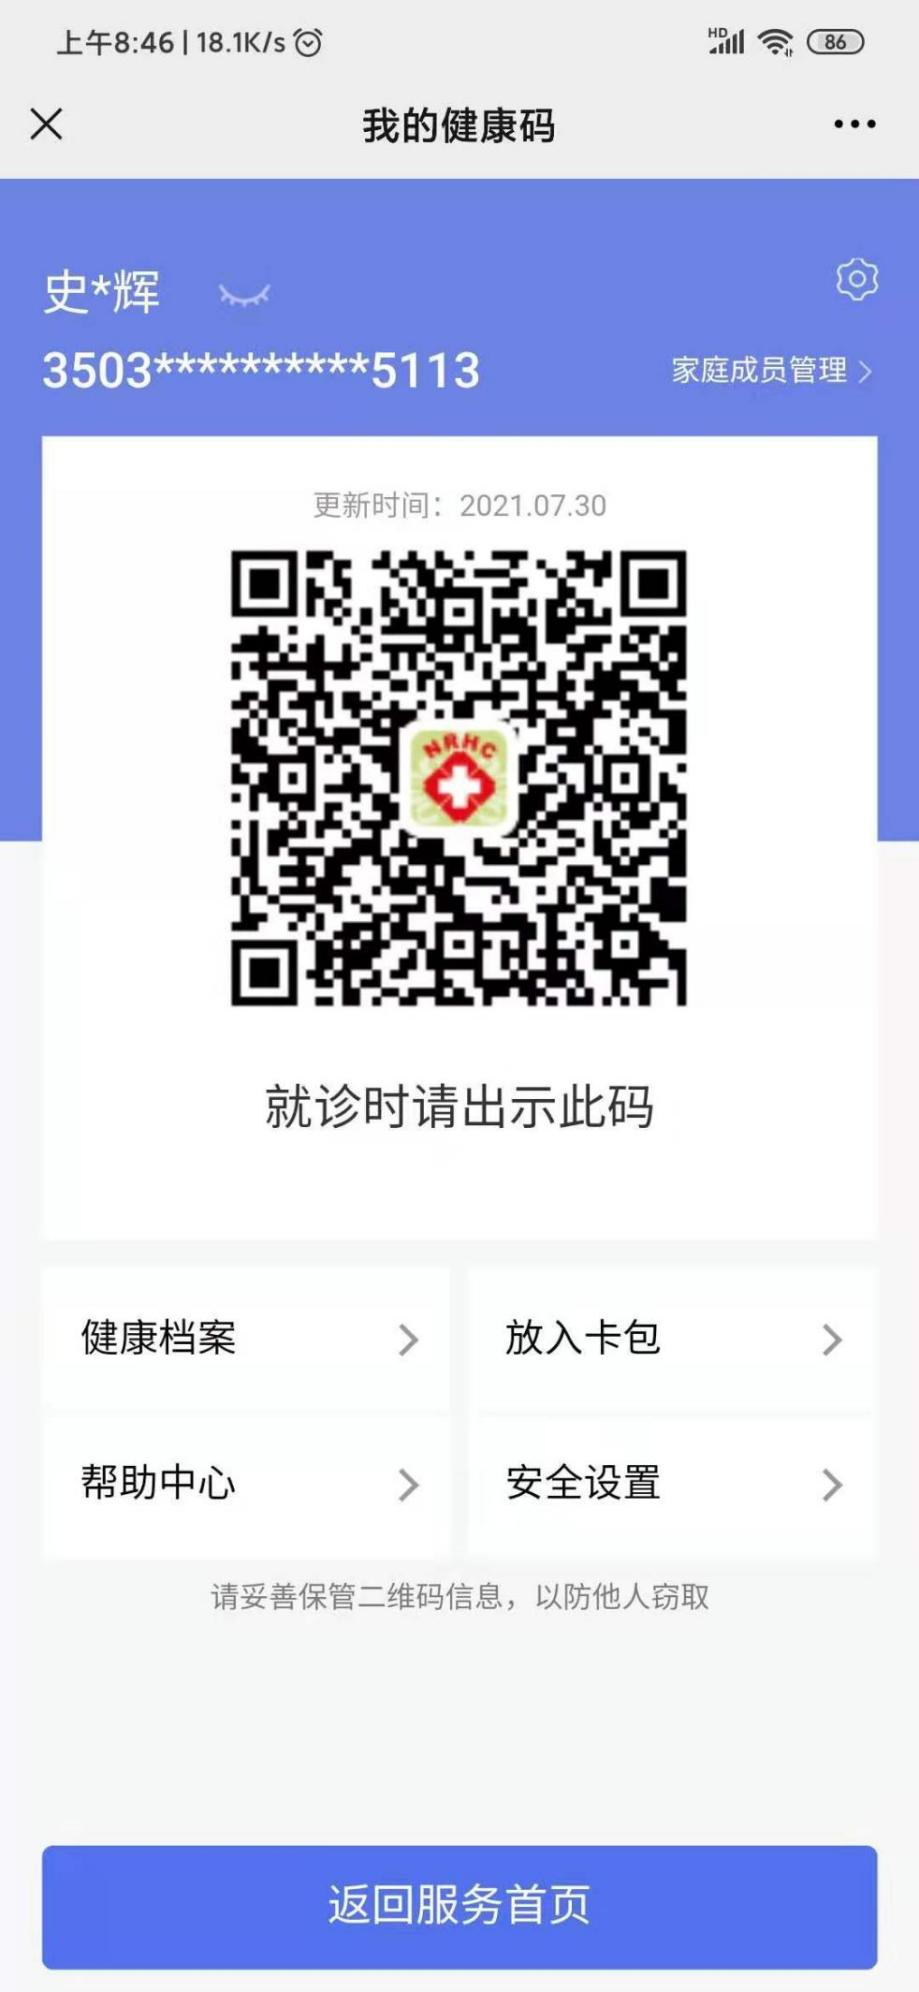 上午8:46 | 18.1K/s
HD
86
我的健康码
史*辉
3503**********5113
家庭成员管理
更新时间：2021.07.30
NRHC
就诊时请出示此码
健康档案
放入卡包
帮助中心
安全设置
请妥善保管二维码信息，以防他人窃取
返回服务首页